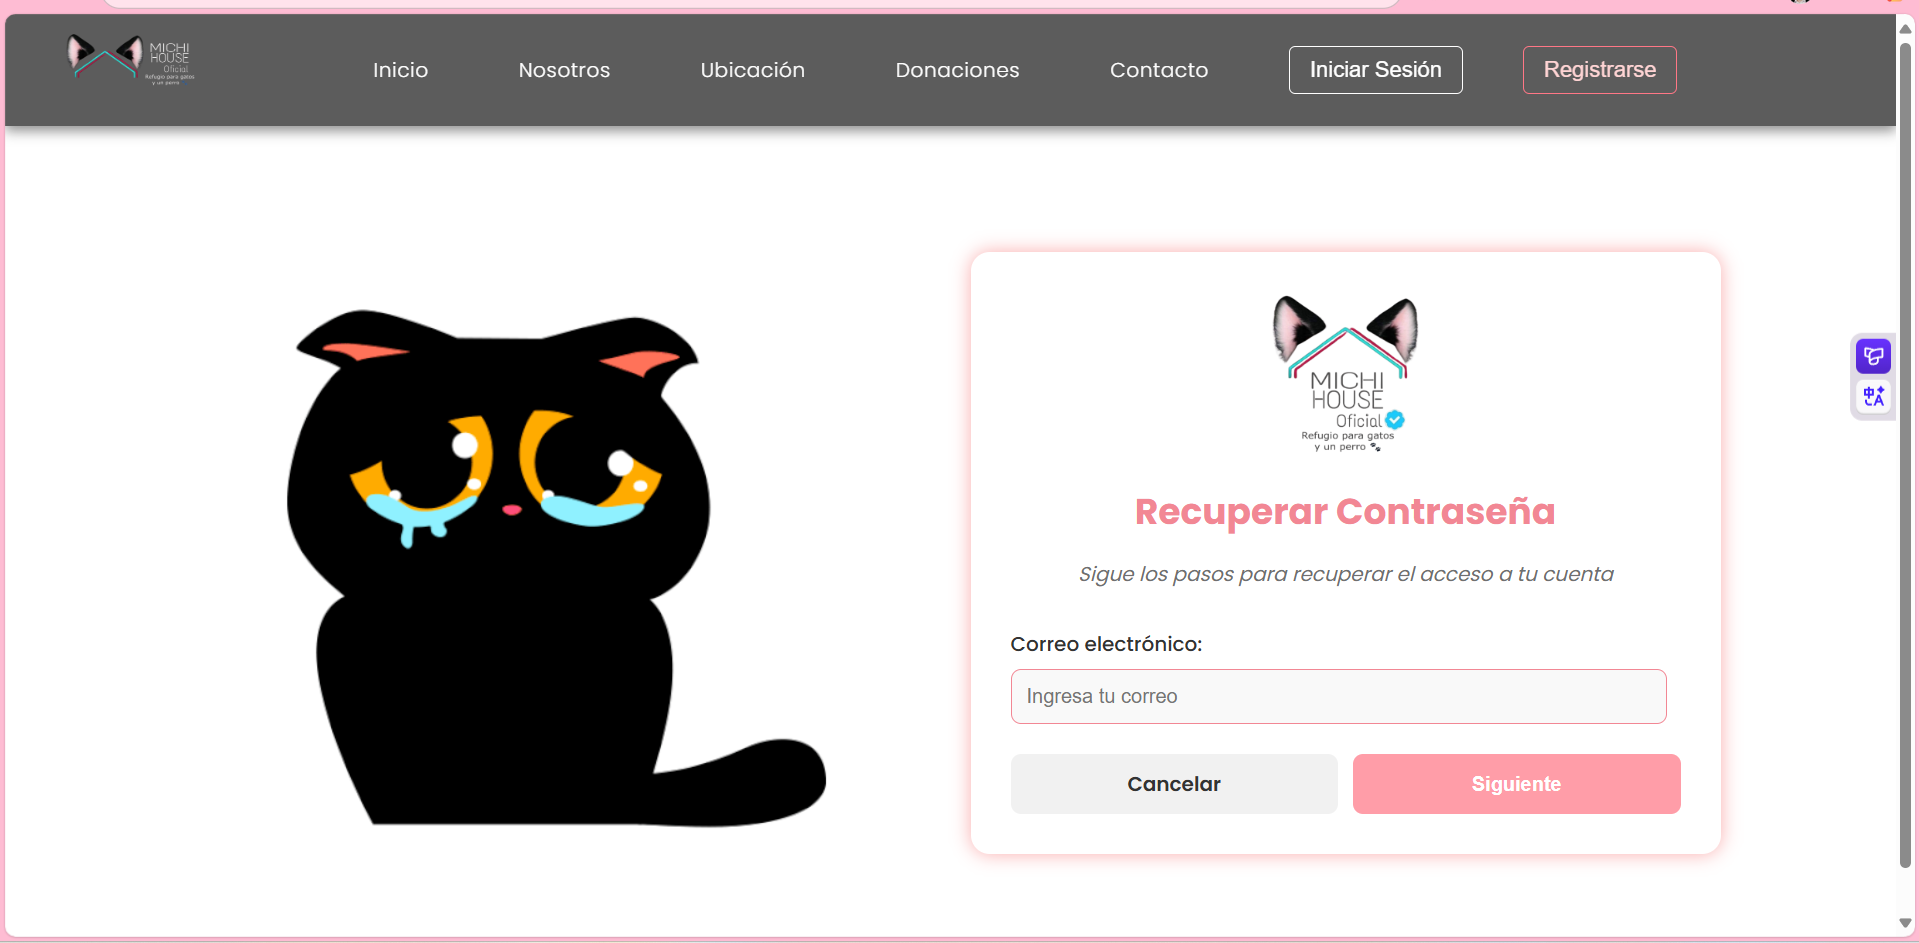 MICHI
HOUSE
Oficial
Refugio para gatos
y un perro
Inicio
Nosotros
Ubicación
Donaciones
Contacto
Iniciar Sesión
Registrarse
MICHI
HOUSE
Oficial
Refugio para gatos
y un perro
Recuperar Contraseña
Sigue los pasos para recuperar el acceso a tu cuenta
Correo electrónico:
Ingresa tu correo
Cancelar
Siguiente
中A